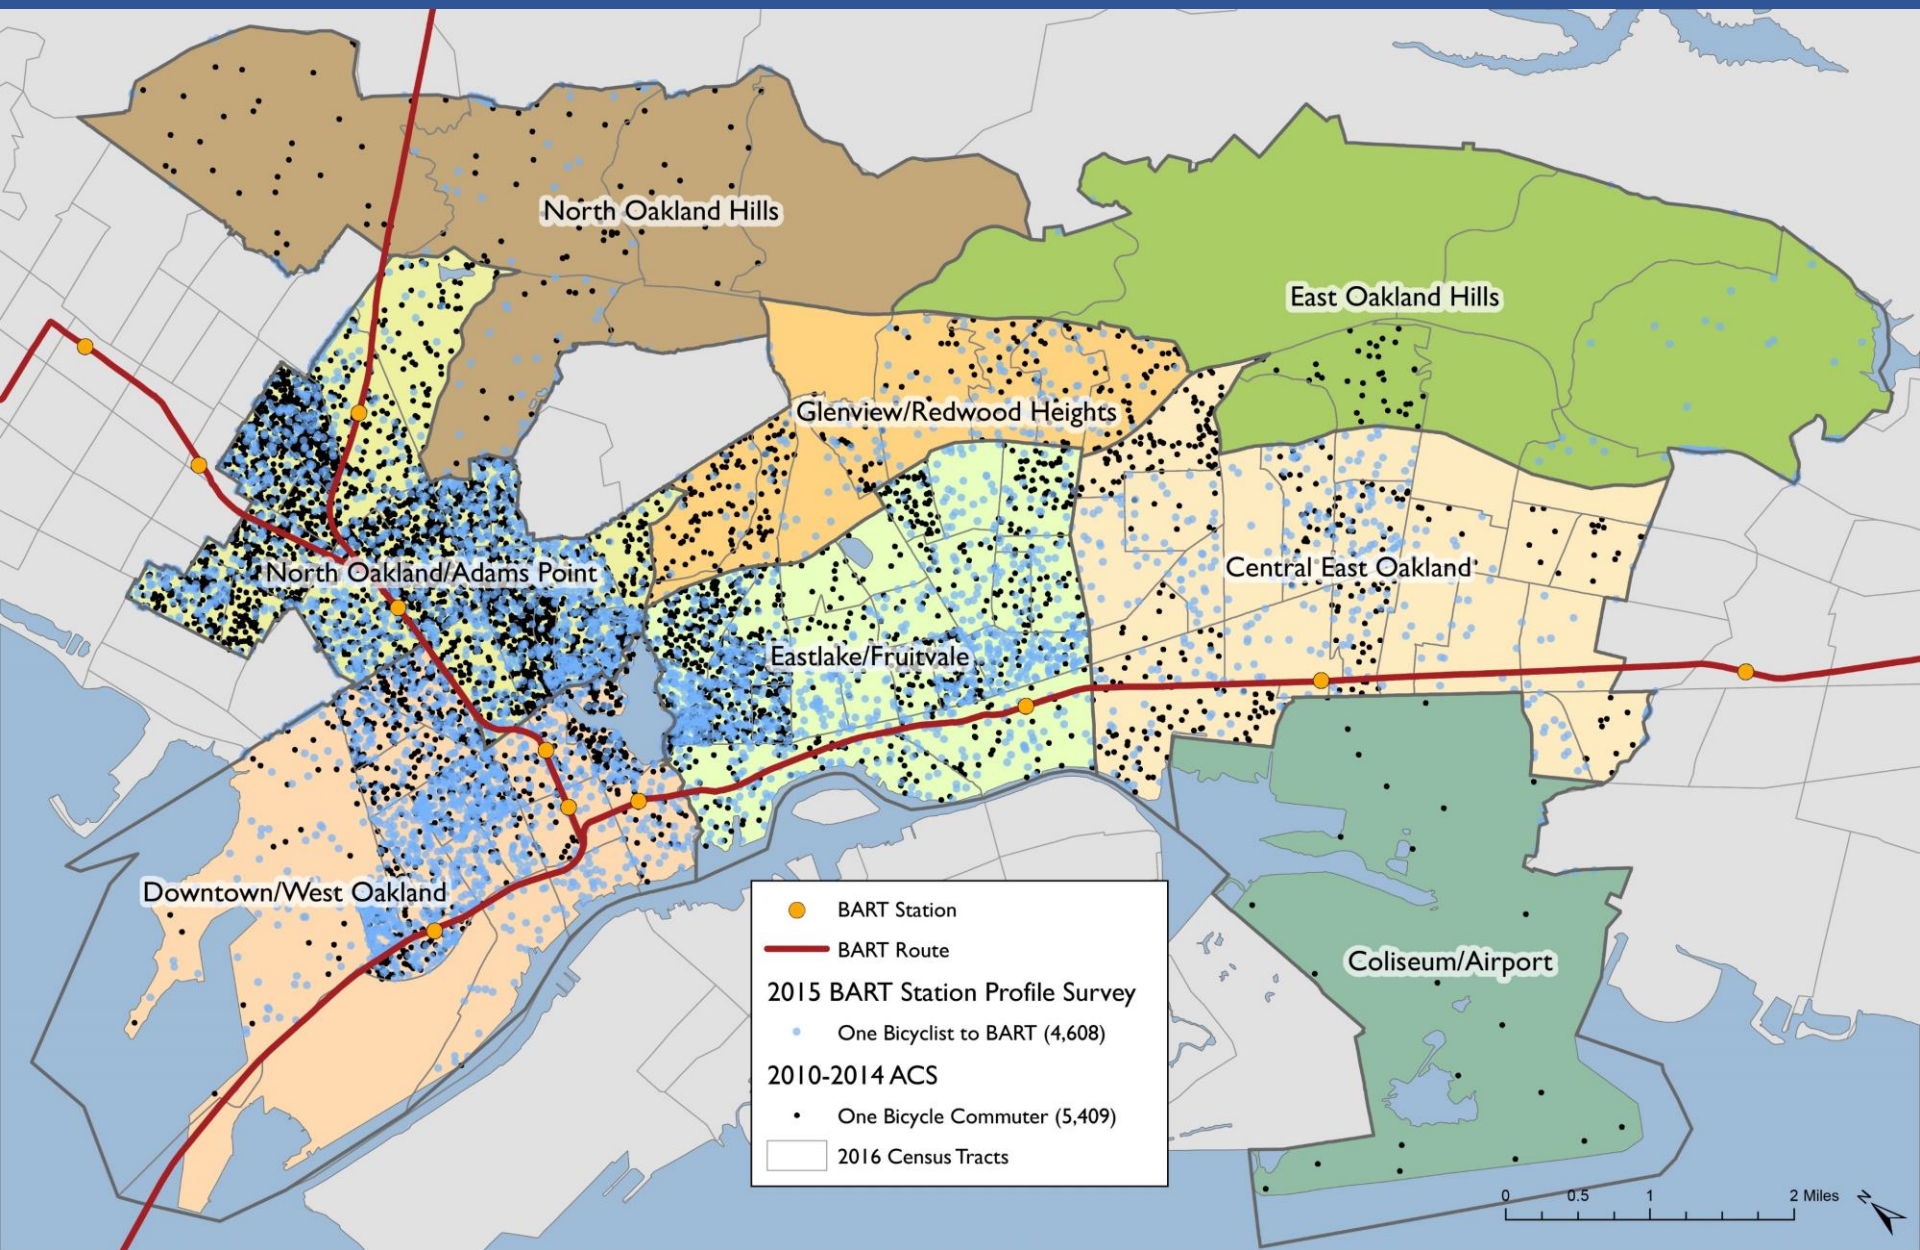 North Oakland Hills
East Oakland Hills
Glenview/Redwood Heights
North Oakland/Adams Point
Central East Oakland
Eastlake/Fruitvale
Downtown/West Oakland
Coliseum/Airport
BART Station
BART Route
2015 BART Station Profile Survey
One Bicyclist to BART (4,608)
2010-2014 ACS
One Bicycle Commuter (5,409)
2016 Census Tracts
0 0.5 1 2 Miles
N